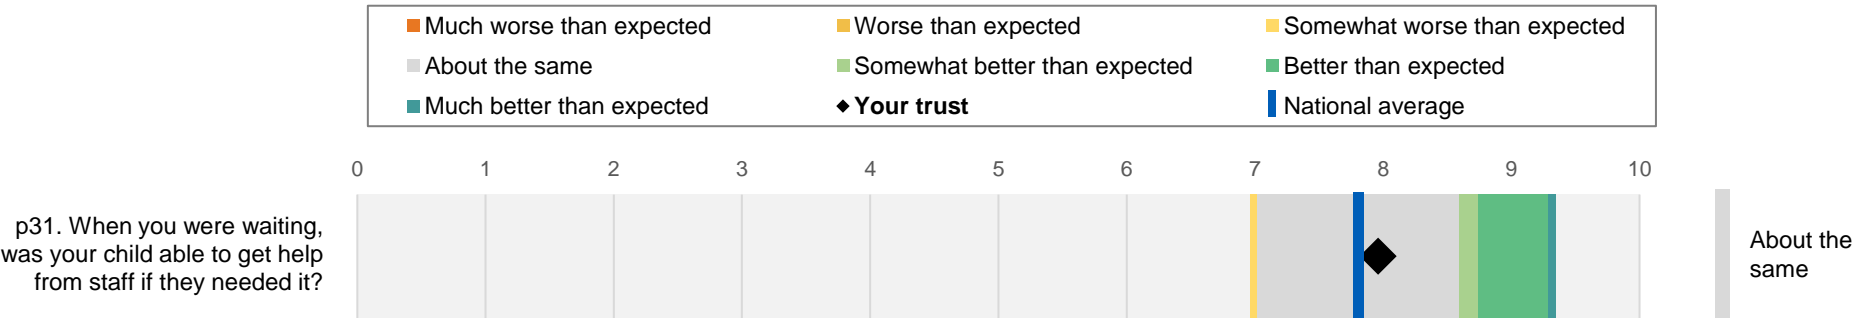 Much worse than expected Worse than expected Somewhat worse than expected
About the same Somewhat better than expected Better than expected
Much better than expected Your trust National average
0 1 2 3 4 5 6 7 8 9 10
p31. When you were waiting,
was your child able to get help
from staff if they needed it?
About the
same